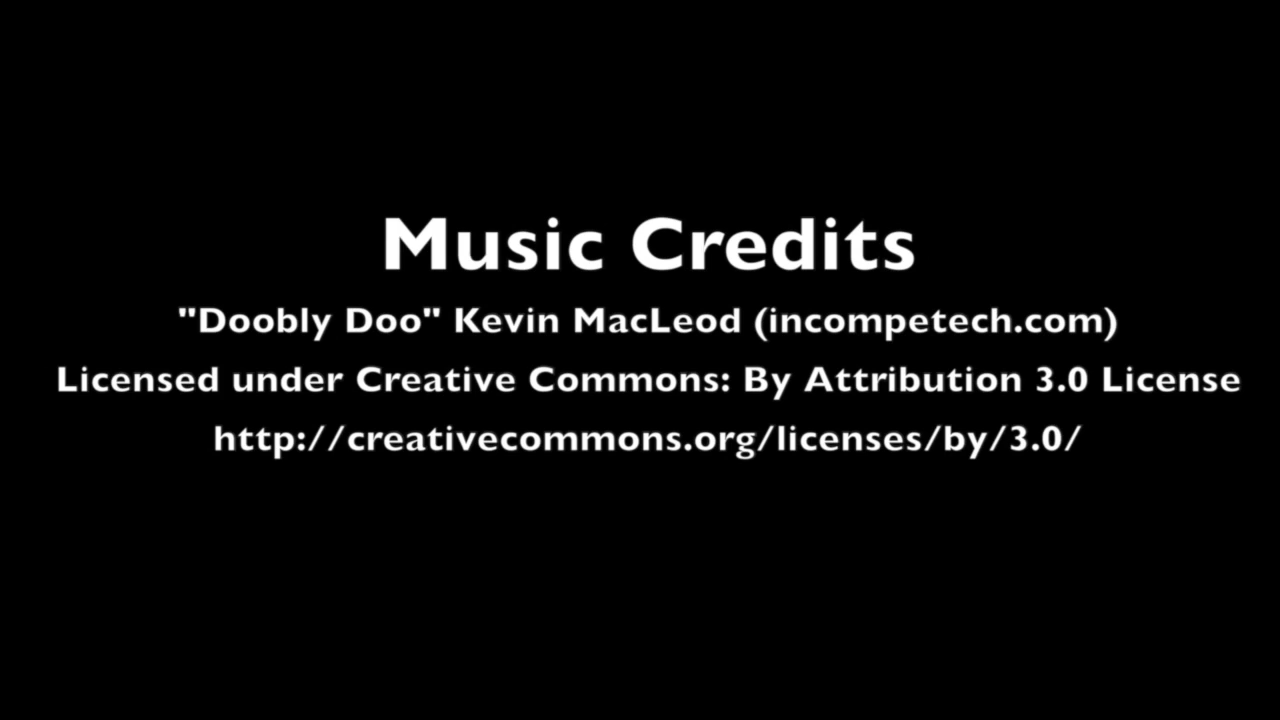 Music Credits
"Doobly Doo" Kevin MacLeod (incompetech.com)
Licensed under Creative Commons: By Attribution 3.0 License
http://creativecommons.org/licenses/by/3.0/